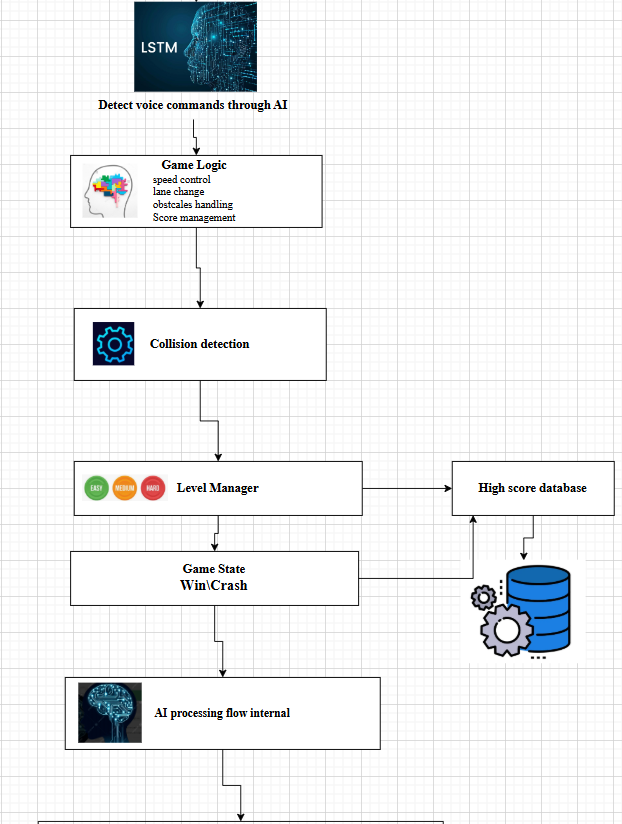 LSTM
Detect voice commands through AI
Game Logic
speed control
lane change
obstcales handling
Score management
Collision detection
EASY MEDIUM HARD Level Manager
High score database
Game State
Win\Crash
AI processing flow internal